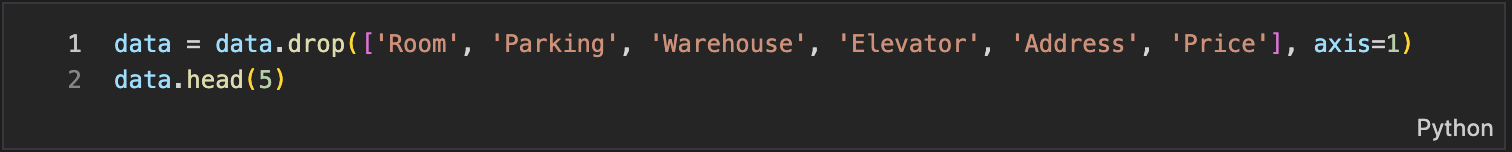 1 data = data.drop(['Room', 'Parking', 'Warehouse', 'Elevator', 'Address', 'Price'], axis=1)
2 data.head(5)
Python